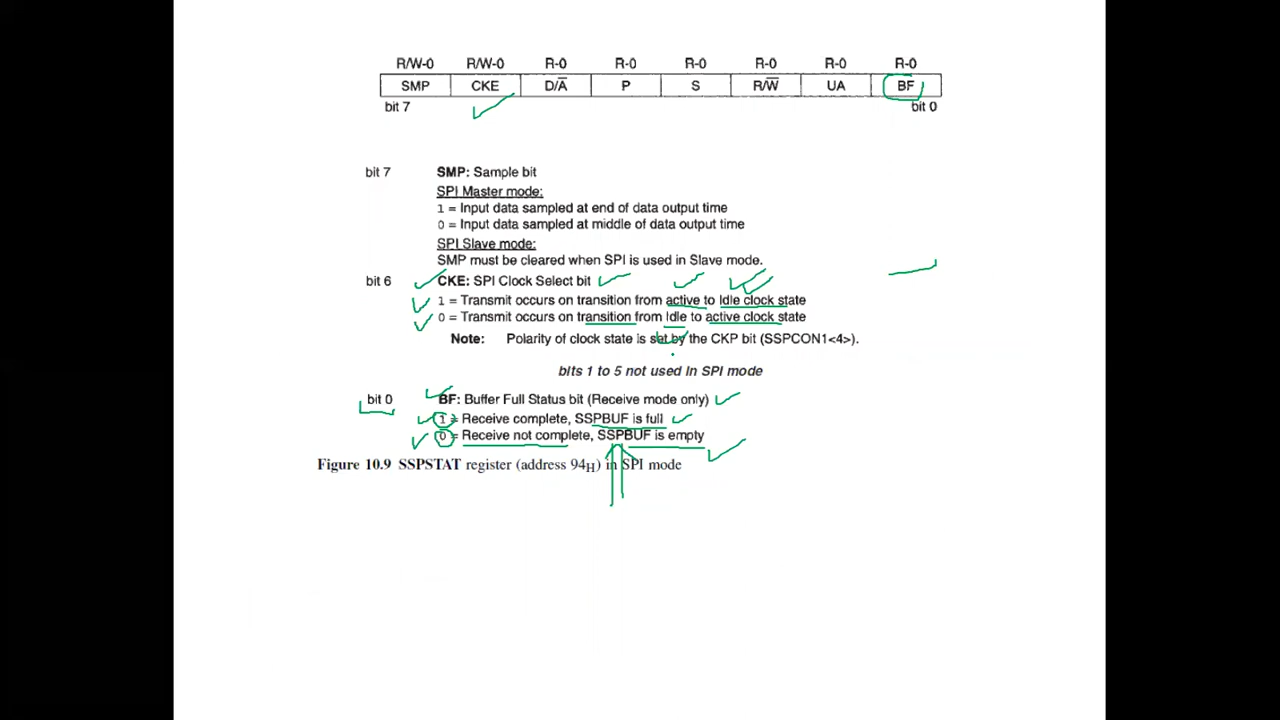 R/W-0 R/W-0 R-0 R-0 R-0 R-0 R-0 R-0
SMP CKE D/A̅ P S R/W̅ UA BF
bit 7 bit 0
bit 7 SMP: Sample bit
SPI Master mode:
1 = Input data sampled at end of data output time
0 = Input data sampled at middle of data output time
SPI Slave mode:
SMP must be cleared when SPI is used in Slave mode.
bit 6 CKE: SPI Clock Select bit
1 = Transmit occurs on transition from active to Idle clock state
0 = Transmit occurs on transition from Idle to active clock state
Note: Polarity of clock state is set by the CKP bit (SSPCON1<4>).
bits 1 to 5 not used in SPI mode
bit 0 BF: Buffer Full Status bit (Receive mode only)
1 = Receive complete, SSPBUF is full
0 = Receive not complete, SSPBUF is empty
Figure 10.9 SSPSTAT register (address 94H) in SPI mode